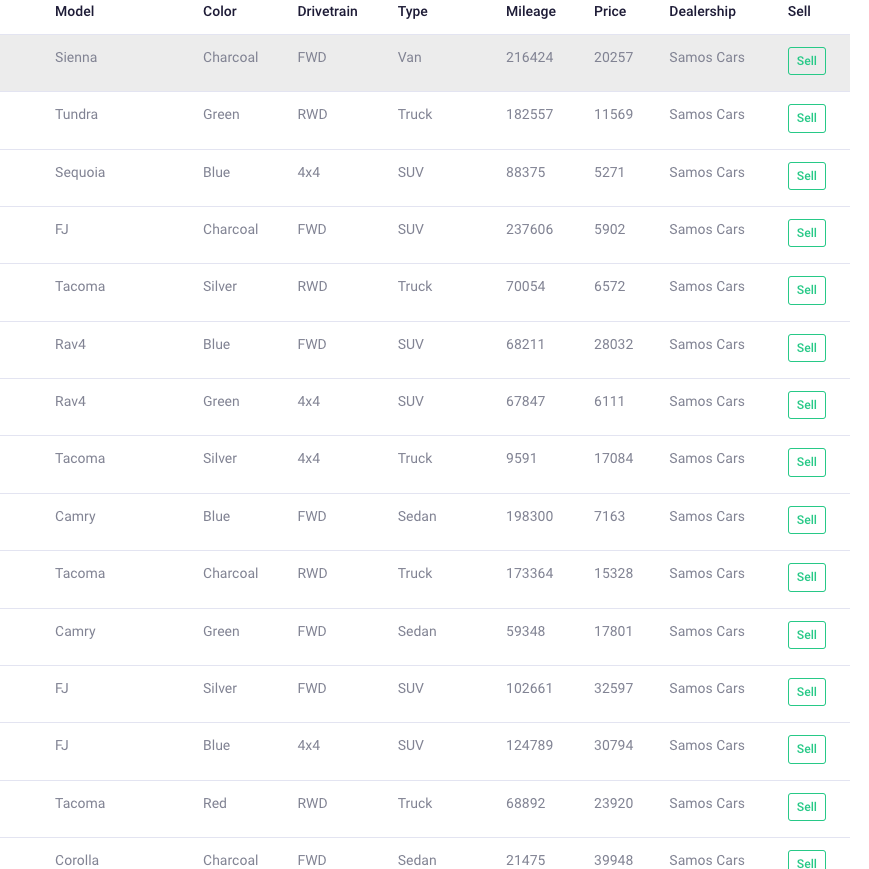 Model Color Drivetrain Type Mileage Price Dealership Sell
Sienna Charcoal FWD Van 216424 20257 Samos Cars Sell
Tundra Green RWD Truck 182557 11569 Samos Cars Sell
Sequoia Blue 4x4 SUV 88375 5271 Samos Cars Sell
FJ Charcoal FWD SUV 237606 5902 Samos Cars Sell
Tacoma Silver RWD Truck 70054 6572 Samos Cars Sell
Rav4 Blue FWD SUV 68211 28032 Samos Cars Sell
Rav4 Green 4x4 SUV 67847 6111 Samos Cars Sell
Tacoma Silver 4x4 Truck 9591 17084 Samos Cars Sell
Camry Blue FWD Sedan 198300 7163 Samos Cars Sell
Tacoma Charcoal RWD Truck 173364 15328 Samos Cars Sell
Camry Green FWD Sedan 59348 17801 Samos Cars Sell
FJ Silver FWD SUV 102661 32597 Samos Cars Sell
FJ Blue 4x4 SUV 124789 30794 Samos Cars Sell
Tacoma Red RWD Truck 68892 23920 Samos Cars Sell
Corolla Charcoal FWD Sedan 21475 39948 Samos Cars Sell